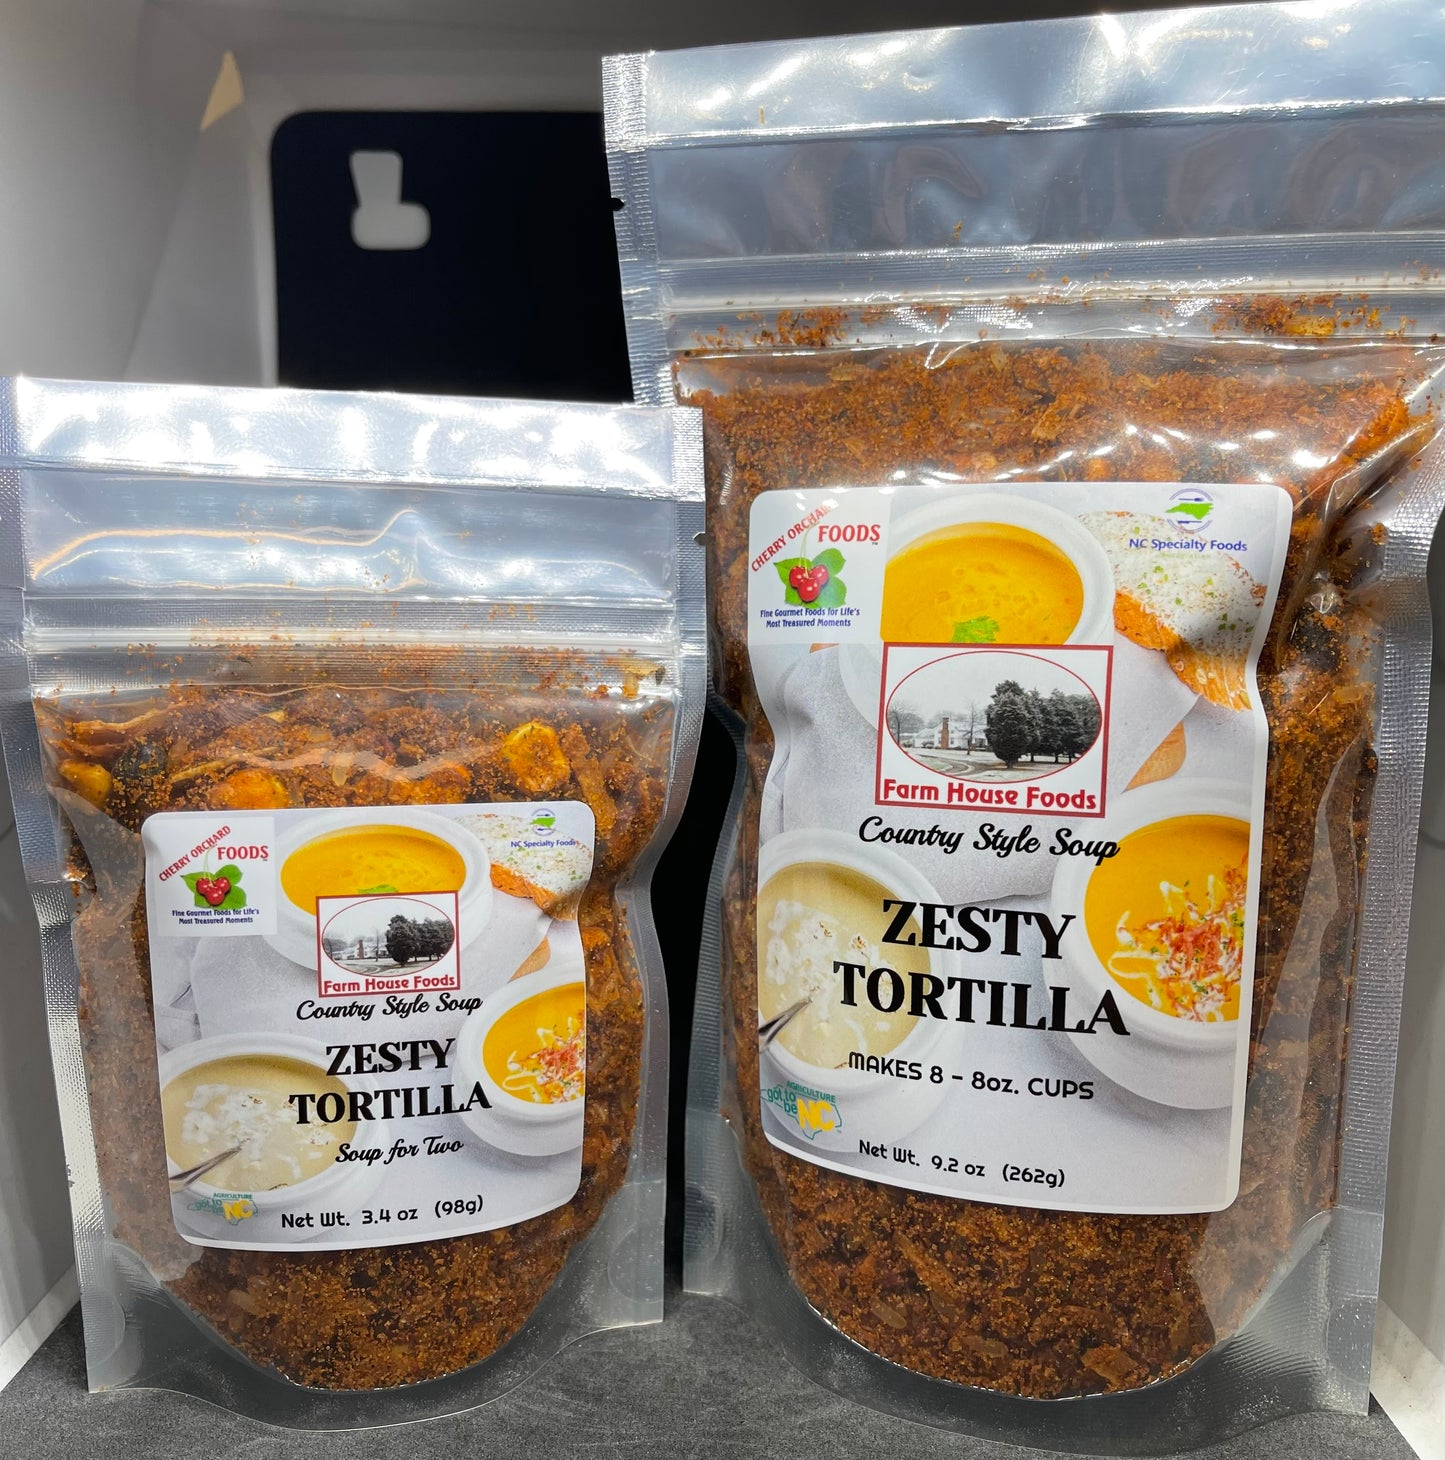 CHERRY ORCHARD
FOODS
Fine Gourmet Foods for Life's
Most Treasured Moments
NC Specialty Foods
Farm House Foods
Country Style Soup
ZESTY
TORTILLA
Soup for Two
AGRICULTURE
got to
be NC
Net Wt. 3.4 oz (98g)
CHERRY ORCHARD
FOODS™
Fine Gourmet Foods for Life's
Most Treasured Moments
NC Specialty Foods
Farm House Foods
Country Style Soup
ZESTY
TORTILLA
MAKES 8 - 8oz. CUPS
AGRICULTURE
got to
be NC
Net Wt. 9.2 oz (262g)